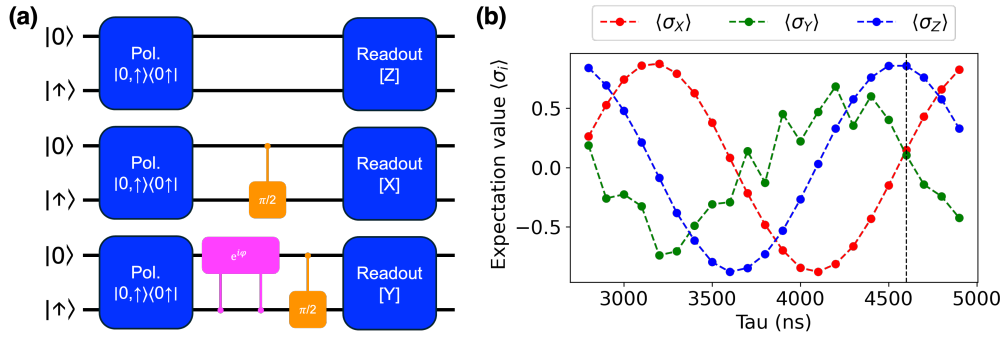 (a)
|0⟩
Pol.
|0,↑⟩⟨0↑|
Readout
[Z]
|↑⟩
|0⟩
Pol.
|0,↑⟩⟨0↑|
π/2
Readout
[X]
|↑⟩
|0⟩
Pol.
|0,↑⟩⟨0↑|
e^{iφ}
π/2
Readout
[Y]
|↑⟩
(b)
⟨σ_X⟩ ⟨σ_Y⟩ ⟨σ_Z⟩
Expectation value ⟨σ_i⟩
0.5
0.0
−0.5
3000 3500 4000 4500 5000
Tau (ns)